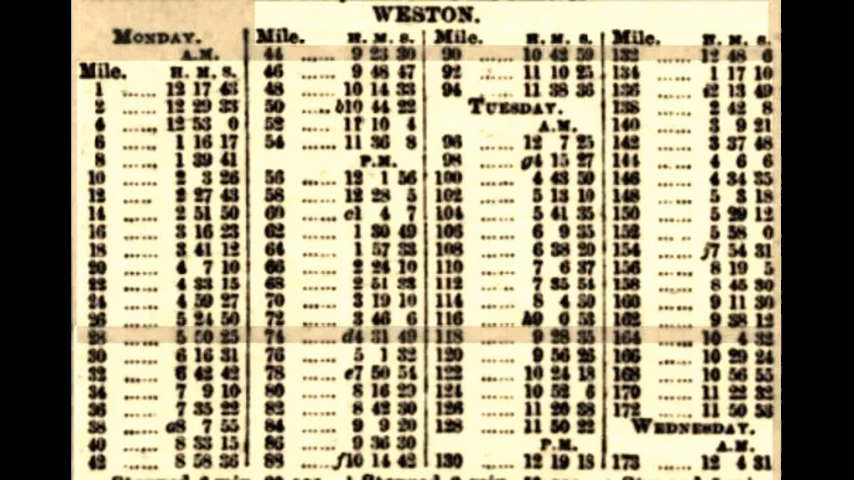 WESTON.
MONDAY.
A.M.
Mile. H. M. S.
1 ...... 12 17 43
2 ...... 12 29 33
4 ...... 12 53 0
6 ...... 1 16 17
8 ...... 1 39 41
10 ...... 2 3 26
12 ...... 2 27 43
14 ...... 2 51 50
16 ...... 3 16 23
18 ...... 3 41 12
20 ...... 4 7 10
22 ...... 4 33 15
24 ...... 4 59 27
26 ...... 5 24 50
28 ...... 5 50 25
30 ...... 6 16 31
32 ...... 6 42 42
34 ...... 7 9 10
36 ...... 7 35 22
38 ...... a8 7 55
40 ...... 8 33 15
42 ...... 8 58 36
Mile. H. M. S.
44 ...... 9 23 30
46 ...... 9 48 47
48 ...... 10 14 33
50 ..... b10 44 22
52 ...... 11 10 4
54 ...... 11 36 8
P.M.
56 ...... 12 1 56
58 ...... 12 28 5
60 ...... c1 4 7
62 ...... 1 30 49
64 ...... 1 57 33
66 ...... 2 24 10
68 ...... 2 51 33
70 ...... 3 19 10
72 ...... 3 46 6
74 ...... d4 31 49
76 ...... 5 1 32
78 ...... e7 50 54
80 ...... 8 16 29
82 ...... 8 42 30
84 ...... 9 9 20
86 ...... 9 36 30
88 ...... f10 14 42
Mile. H. M. S.
90 ...... 10 42 59
92 ...... 11 10 25
94 ...... 11 38 36
TUESDAY.
A.M.
96 ...... 12 7 25
98 ...... g4 15 27
100 ...... 4 43 50
102 ...... 5 13 10
104 ...... 5 41 35
106 ...... 6 9 35
108 ...... 6 38 20
110 ...... 7 6 37
112 ...... 7 35 54
114 ...... 8 4 30
116 ...... h9 0 53
118 ...... 9 28 35
120 ...... 9 56 26
122 ...... 10 24 18
124 ...... 10 52 6
126 ...... 11 20 38
128 ...... 11 50 22
P.M.
130 ...... 12 19 18
Mile. H. M. S.
132 ...... 12 48 6
134 ...... 1 17 10
136 ...... 13 49
138 ...... 2 42 8
140 ...... 3 9 21
142 ...... 3 37 48
144 ...... 4 6 6
146 ...... 4 34 35
148 ...... 5 3 18
150 ...... 5 29 12
152 ...... 5 58 0
154 ...... 7 54 31
156 ...... 8 19 5
158 ...... 8 45 30
160 ...... 9 11 30
162 ...... 9 38 12
164 ...... 10 4 32
166 ...... 10 29 24
168 ...... 10 56 55
170 ...... 11 22 32
172 ...... 11 50 53
WEDNESDAY.
A.M.
173 ...... 12 4 31